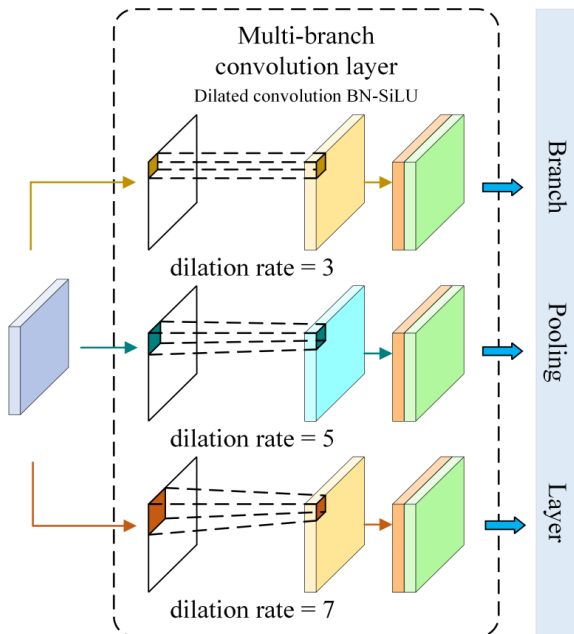 Multi-branch
convolution layer
Dilated convolution BN-SiLU
dilation rate = 3
dilation rate = 5
dilation rate = 7
Branch
Pooling
Layer